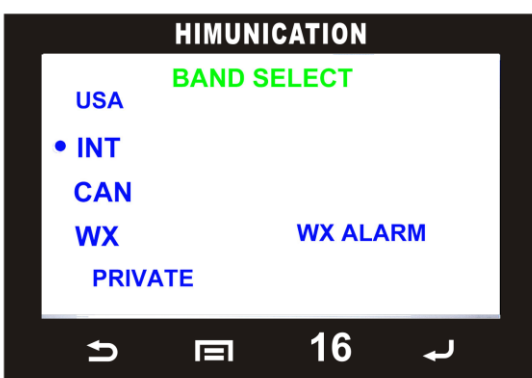 HIMUNICATION
BAND SELECT
USA
INT
CAN
WX WX ALARM
PRIVATE
16